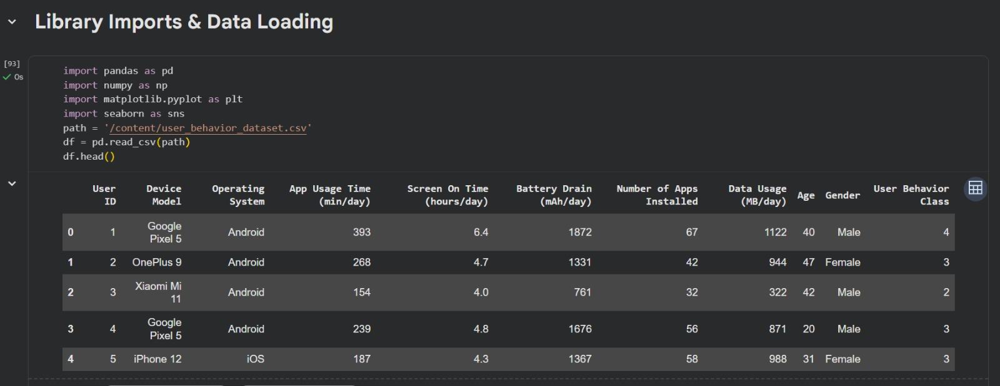 Library Imports & Data Loading
[93]
0s
import pandas as pd
import numpy as np
import matplotlib.pyplot as plt
import seaborn as sns
path = '/content/user_behavior_dataset.csv'
df = pd.read_csv(path)
df.head()
User ID Device Model Operating System App Usage Time (min/day) Screen On Time (hours/day) Battery Drain (mAh/day) Number of Apps Installed Data Usage (MB/day) Age Gender User Behavior Class
0 1 Google Pixel 5 Android 393 6.4 1872 67 1122 40 Male 4
1 2 OnePlus 9 Android 268 4.7 1331 42 944 47 Female 3
2 3 Xiaomi Mi 11 Android 154 4.0 761 32 322 42 Male 2
3 4 Google Pixel 5 Android 239 4.8 1676 56 871 20 Male 3
4 5 iPhone 12 iOS 187 4.3 1367 58 988 31 Female 3